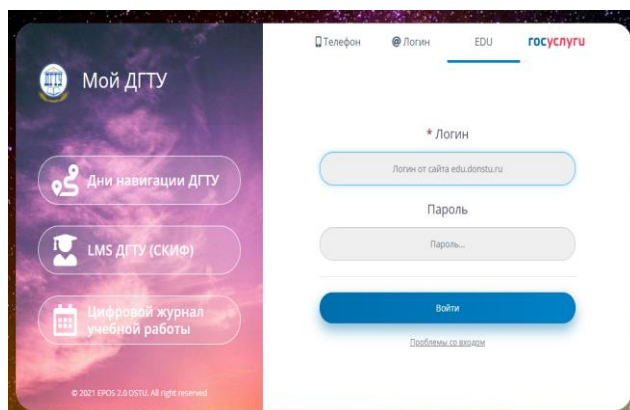 Мой ДГТУ
Дни навигации ДГТУ
LMS ДГТУ (СКИФ)
Цифровой журнал
учебной работы
© 2021 EPOS 2.0 DSTU. All right reserved
Телефон @ Логин EDU госуслуги
* Логин
Логин от сайта edu.donstu.ru
Пароль
Пароль...
Войти
Проблемы со входом